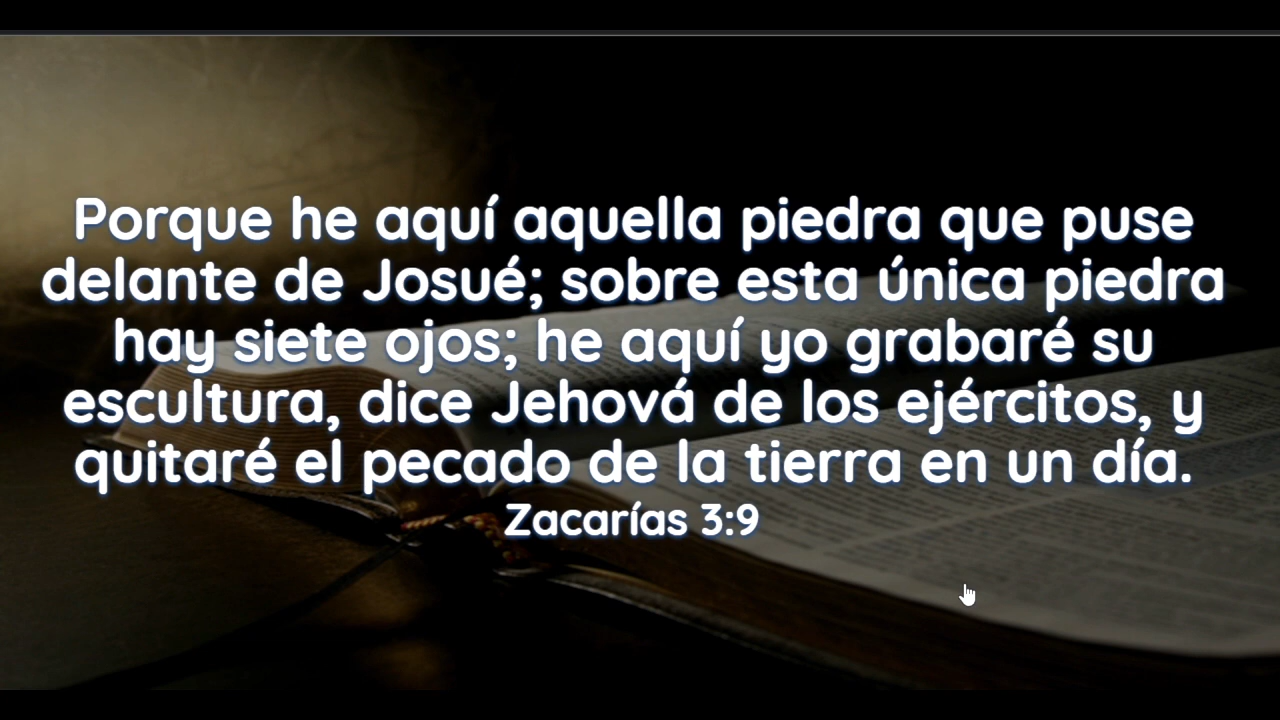 Porque he aquí aquella piedra que puse
delante de Josué; sobre esta única piedra
hay siete ojos; he aquí yo grabaré su
escultura, dice Jehová de los ejércitos, y
quitaré el pecado de la tierra en un día.
Zacarías 3:9